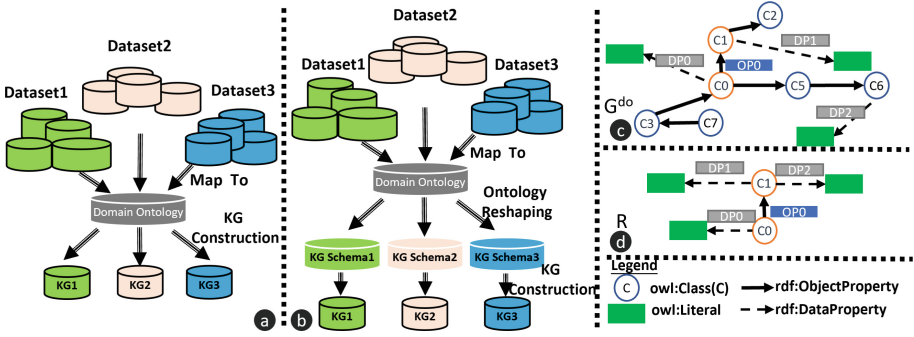 Dataset2
Dataset1
Dataset3
Map To
Domain Ontology
KG
Construction
KG1
KG2
KG3
a
Dataset2
Dataset1
Dataset3
Map To
Domain Ontology
Ontology
Reshaping
KG Schema1
KG Schema2
KG Schema3
KG
Construction
KG1
KG2
KG3
b
C2
C1
DP1
DP0
OP0
C0
C5
C6
G^do
DP2
c
C3
C7
DP1
C1
DP2
R
DP0
OP0
d
C0
Legend
C
owl:Class(C)
rdf:ObjectProperty
owl:Literal
rdf:DataProperty